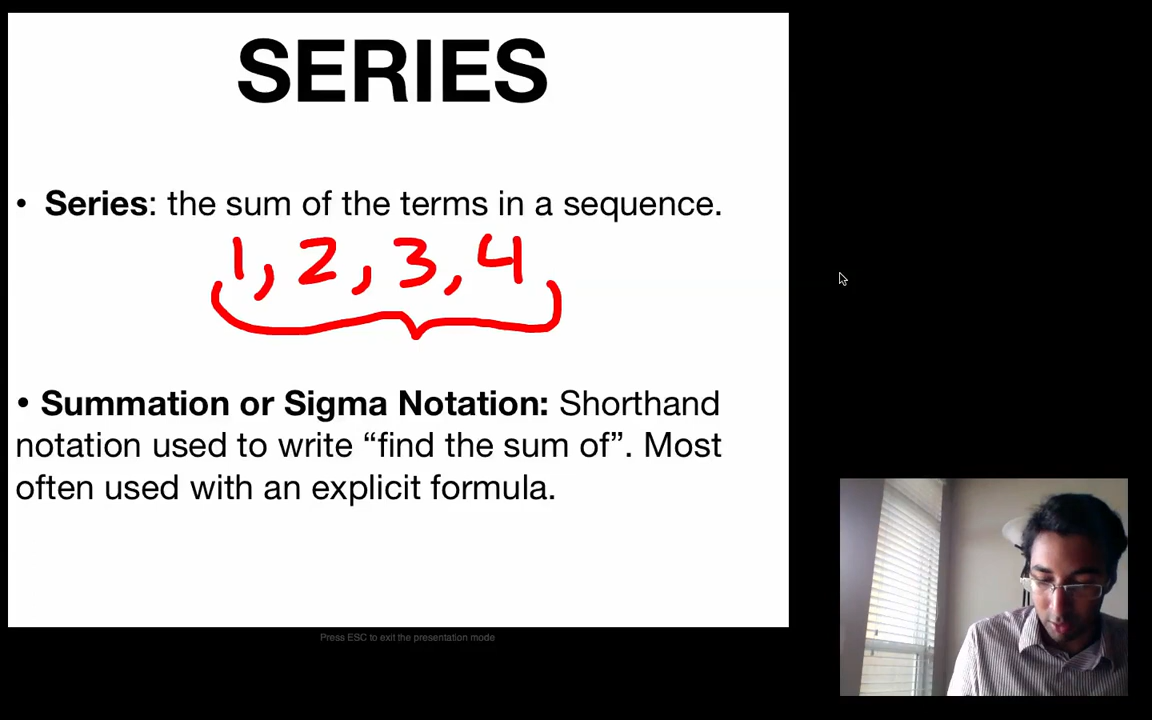 SERIES
• Series: the sum of the terms in a sequence.
1, 2, 3, 4
• Summation or Sigma Notation: Shorthand
notation used to write “find the sum of”. Most
often used with an explicit formula.
Press ESC to exit the presentation mode